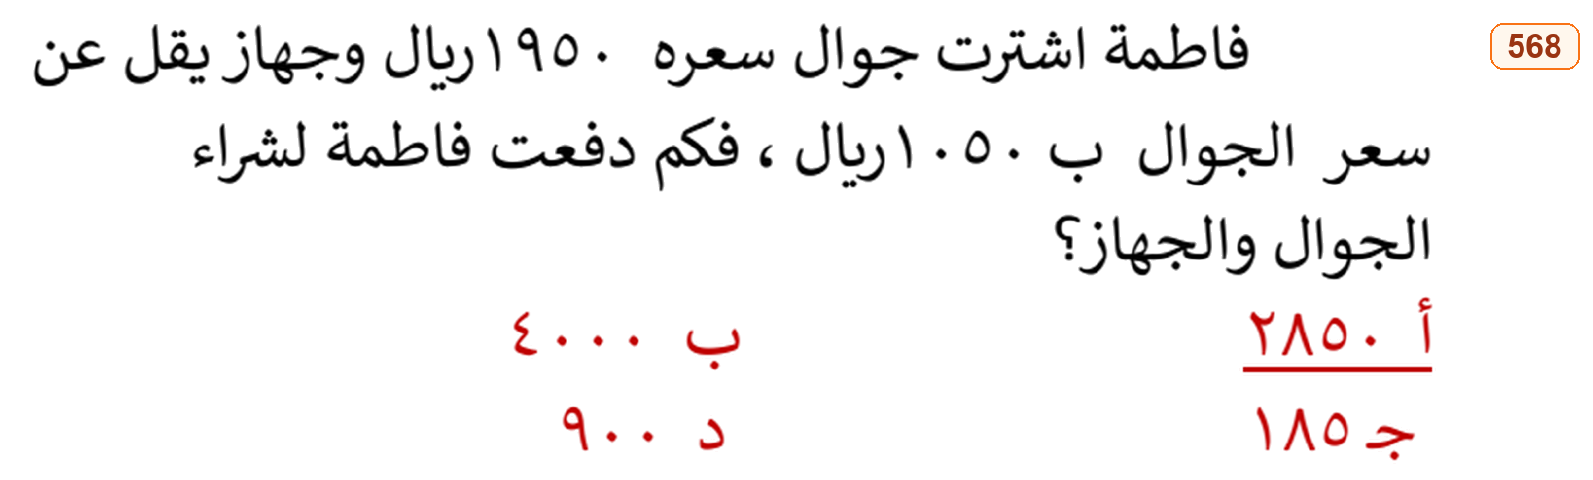 568
فاطمة اشترت جوال سعره ١٩٥٠ ريال وجهاز يقل عن
سعر الجوال ب ١٠٥٠ ريال ، فكم دفعت فاطمة لشراء
الجوال والجهاز؟
أ ٢٨٥٠ ب ٤٠٠٠
جـ ١٨٥ د ٩٠٠